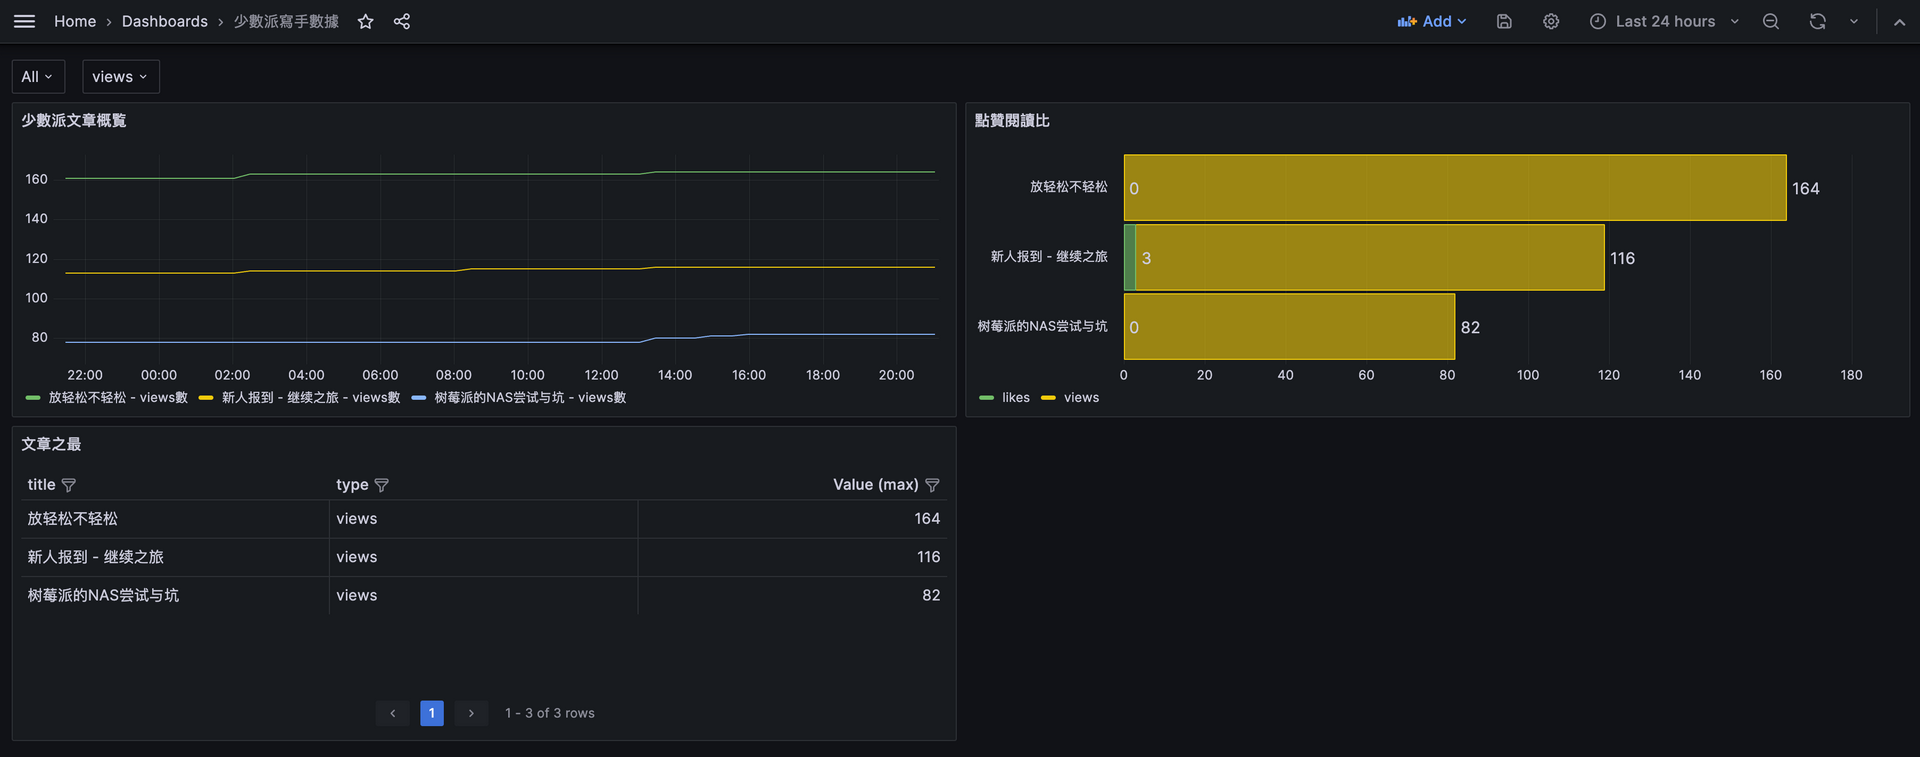 Home › Dashboards › 少數派寫手數據
Add
Last 24 hours
All
views
少數派文章概覧
160
140
120
100
80
22:00 00:00 02:00 04:00 06:00 08:00 10:00 12:00 14:00 16:00 18:00 20:00
放轻松不轻松 - views數 新人报到 - 继续之旅 - views數 树莓派的NAS尝试与坑 - views數
點贊閱讀比
放轻松不轻松 0 164
新人报到 - 继续之旅 3 116
树莓派的NAS尝试与坑 0 82
0 20 40 60 80 100 120 140 160 180
likes views
文章之最
title type Value (max)
放轻松不轻松 views 164
新人报到 - 继续之旅 views 116
树莓派的NAS尝试与坑 views 82
‹ 1 › 1 - 3 of 3 rows